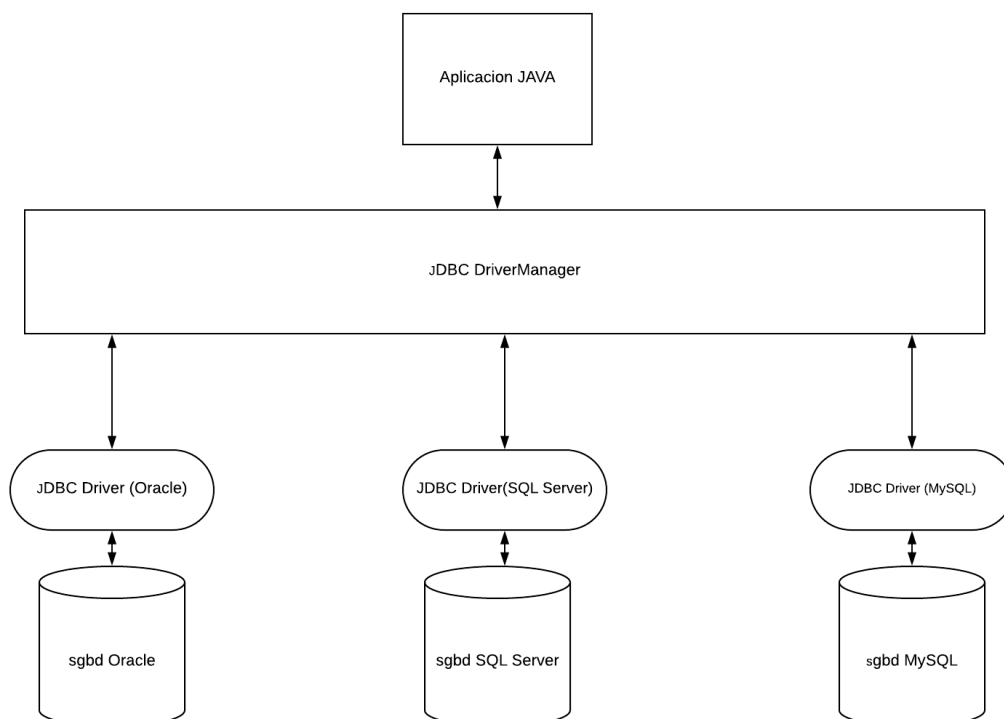 Aplicacion JAVA
JDBC DriverManager
JDBC Driver (Oracle)
JDBC Driver(SQL Server)
JDBC Driver (MySQL)
sgbd Oracle
sgbd SQL Server
sgbd MySQL